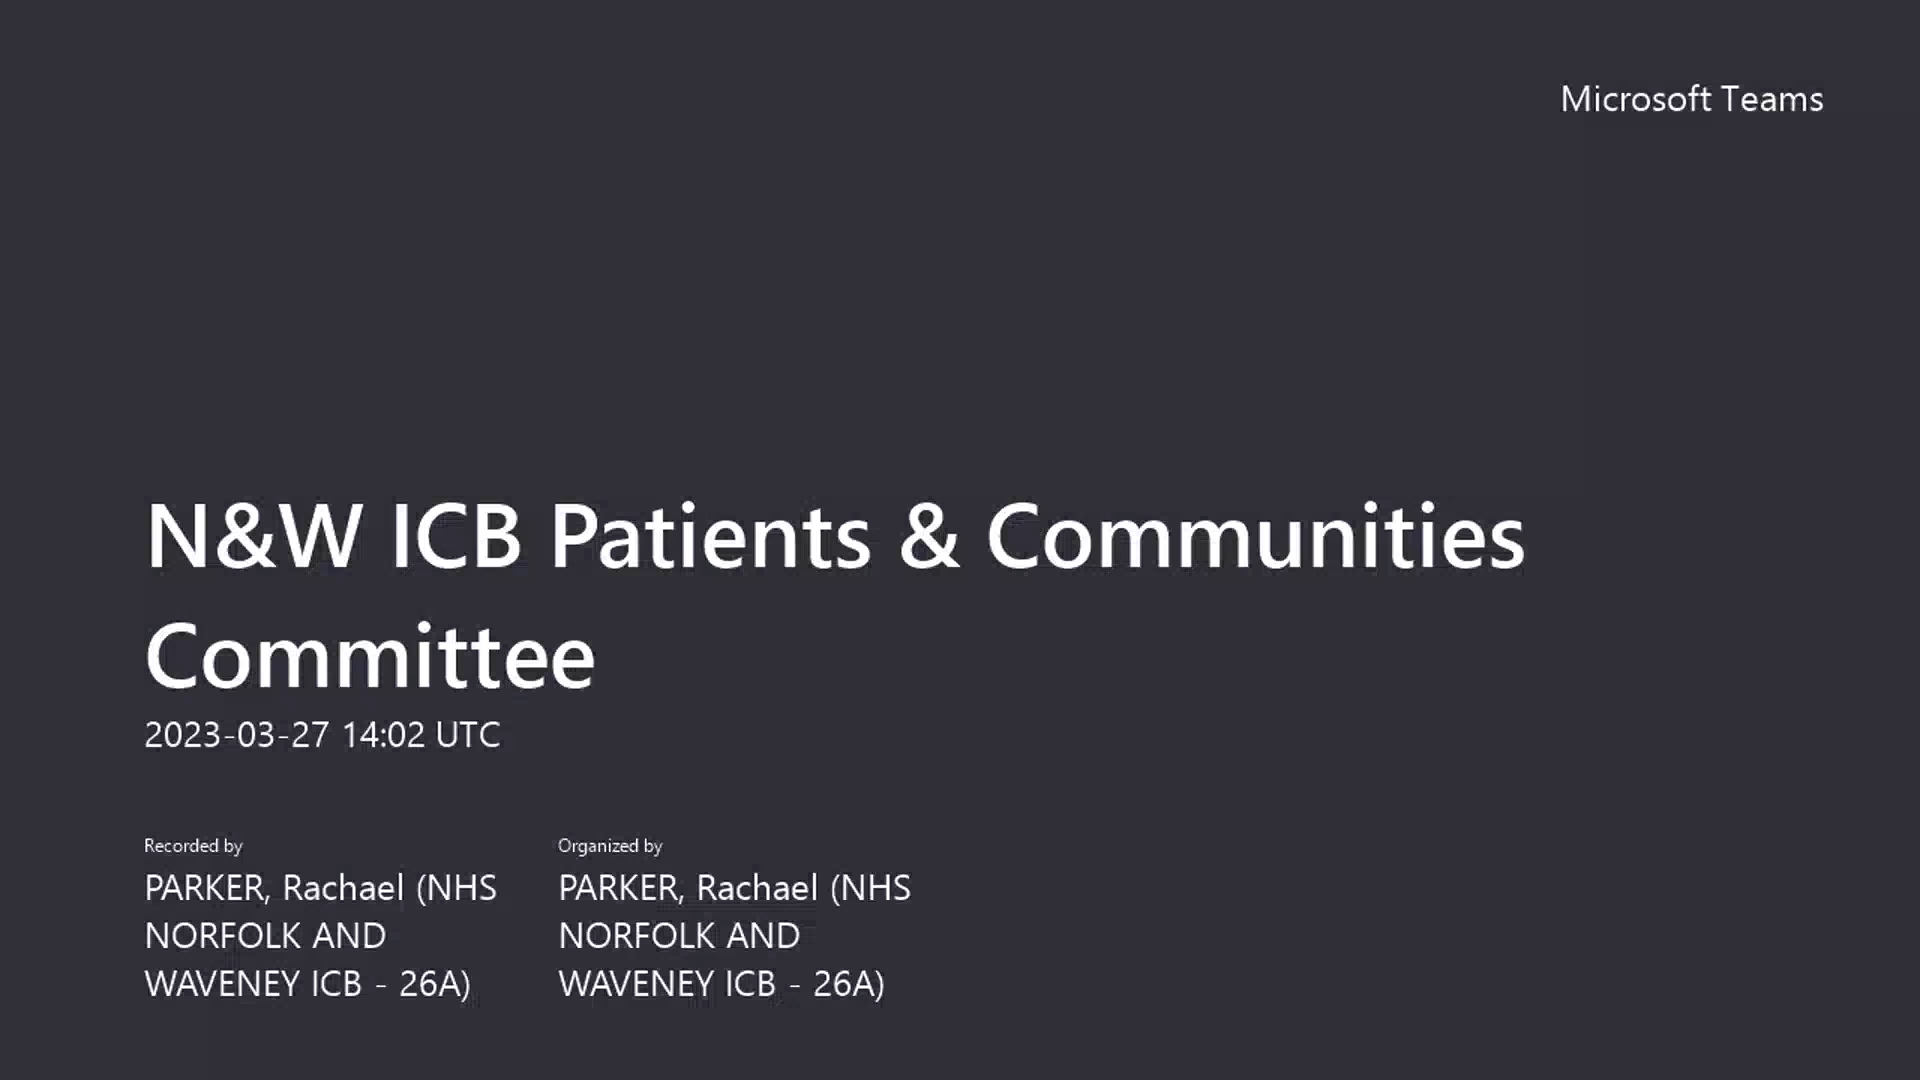 Microsoft Teams
N&W ICB Patients & Communities
Committee
2023-03-27 14:02 UTC
Recorded by
PARKER, Rachael (NHS
NORFOLK AND
WAVENEY ICB - 26A)
Organized by
PARKER, Rachael (NHS
NORFOLK AND
WAVENEY ICB - 26A)